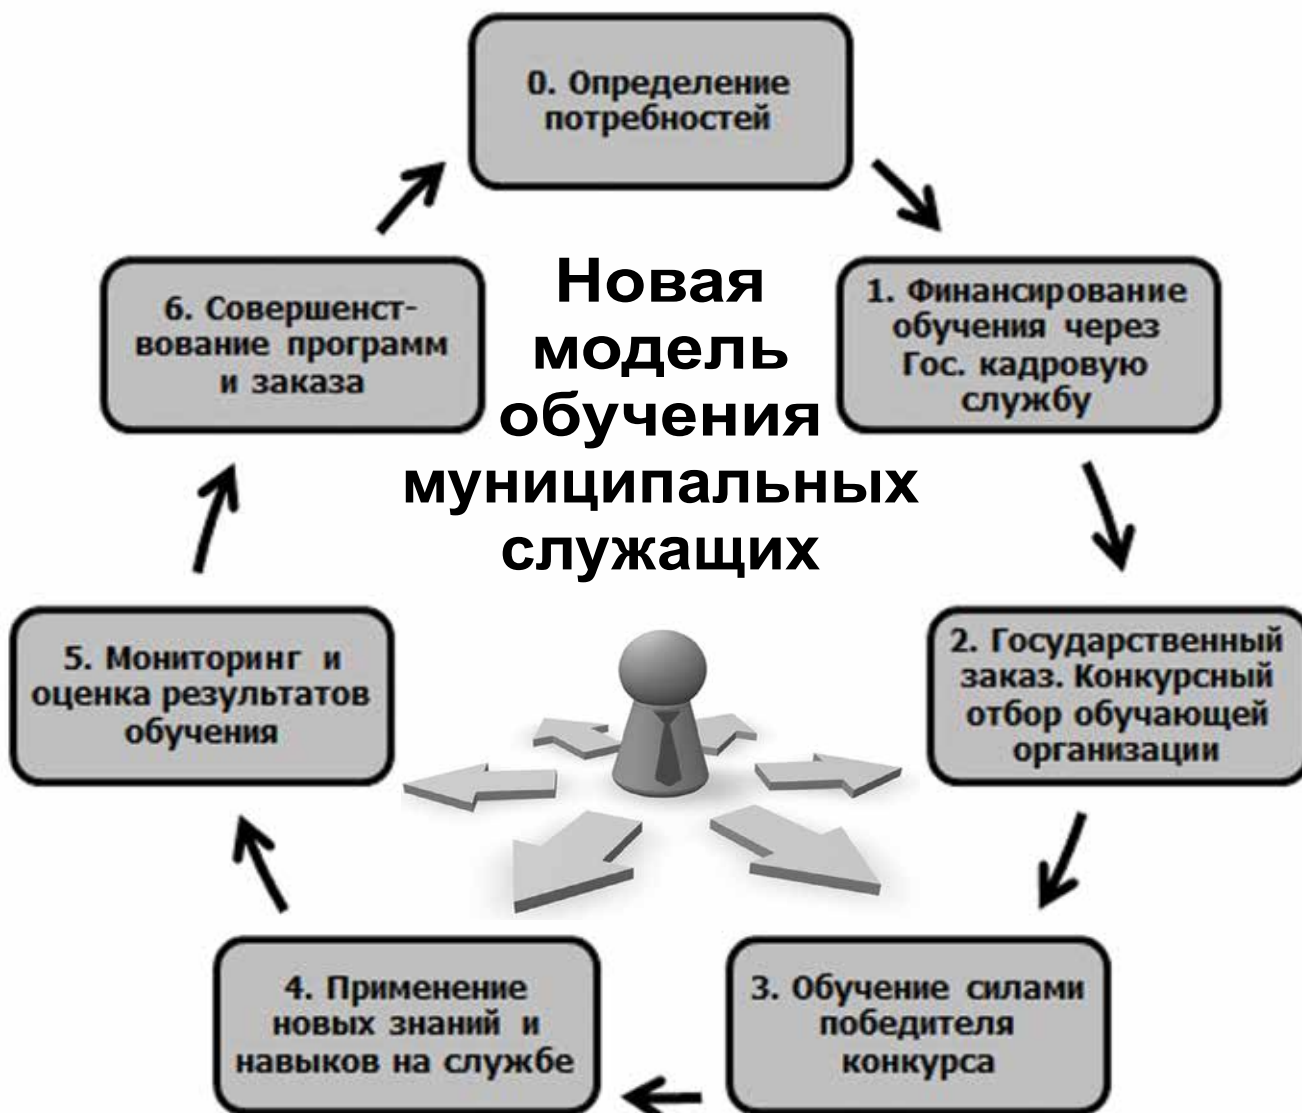 0. Определение
потребностей
Новая
модель
обучения
муниципальных
служащих
1. Финансирование
обучения через
Гос. кадровую
службу
2. Государственный
заказ. Конкурсный
отбор обучающей
организации
3. Обучение силами
победителя
конкурса
4. Применение
новых знаний и
навыков на службе
5. Мониторинг и
оценка результатов
обучения
6. Совершенст-
вование программ
и заказа